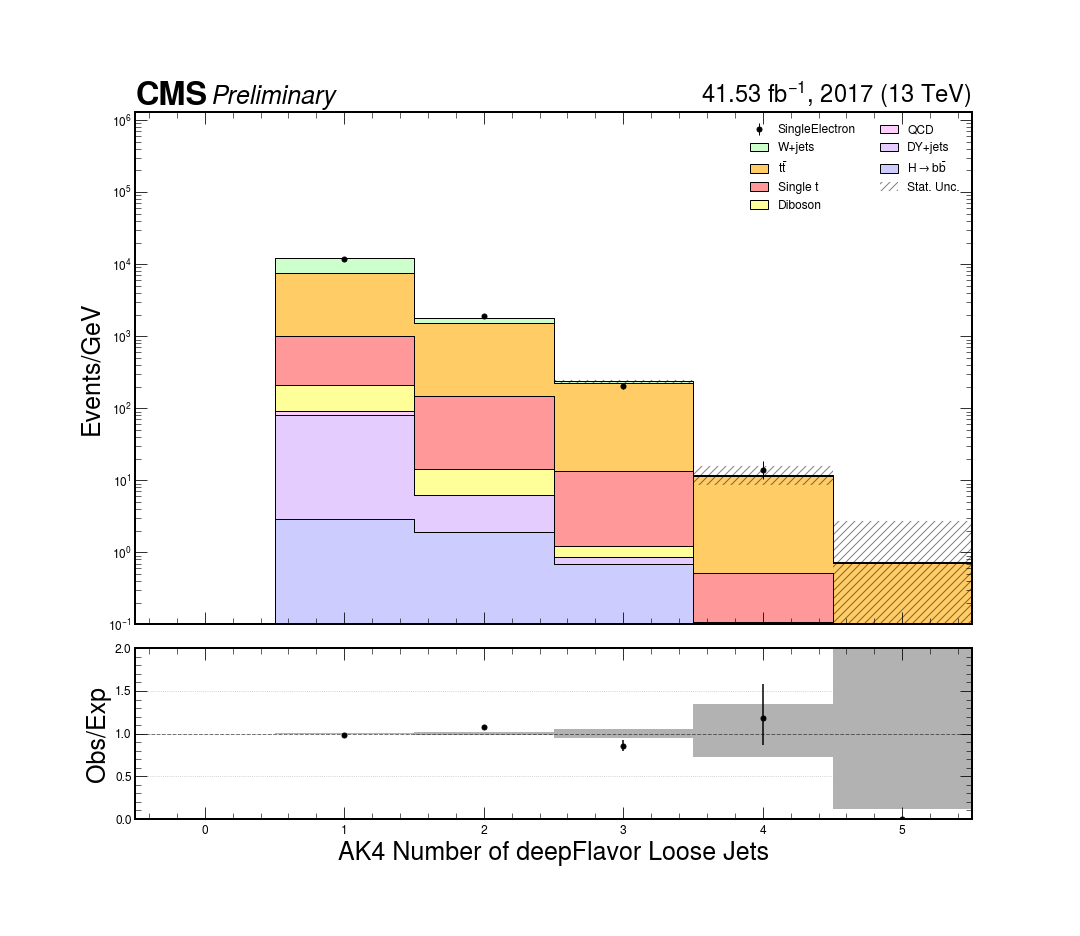 CMS Preliminary
41.53 fb⁻¹, 2017 (13 TeV)
SingleElectron
W+jets
tt̄
Single t
Diboson
QCD
DY+jets
H→bb̄
Stat. Unc.
Events/GeV
10⁶
10⁵
10⁴
10³
10²
10¹
10⁰
10⁻¹
Obs/Exp
2.0
1.5
1.0
0.5
0.0
0 1 2 3 4 5
AK4 Number of deepFlavor Loose Jets